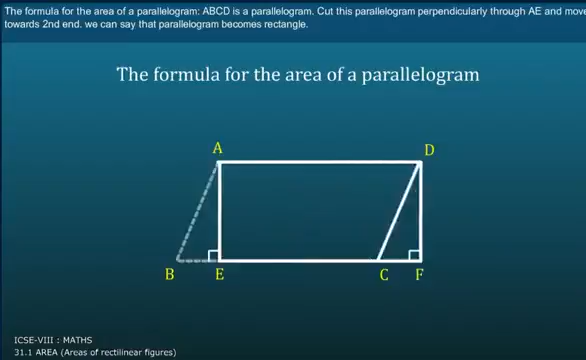 The formula for the area of a parallelogram: ABCD is a parallelogram. Cut this parallelogram perpendicularly through AE and move
towards 2nd end. we can say that parallelogram becomes rectangle.
The formula for the area of a parallelogram
A
D
B
E
C
F
ICSE-VIII : MATHS
31.1 AREA (Areas of rectilinear figures)